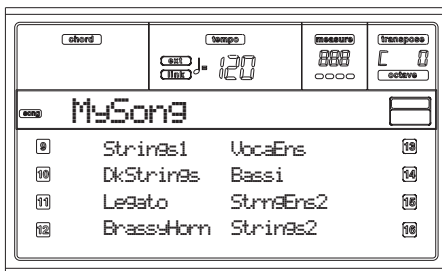 chord tempo measure transpose
ext link ♩= 120 888 C 0
octave
song MySong
9 Strings1 VocaEns 13
10 DkStrings Bassi 14
11 Legato StrngEns2 15
12 BrassyHorn Strings2 16